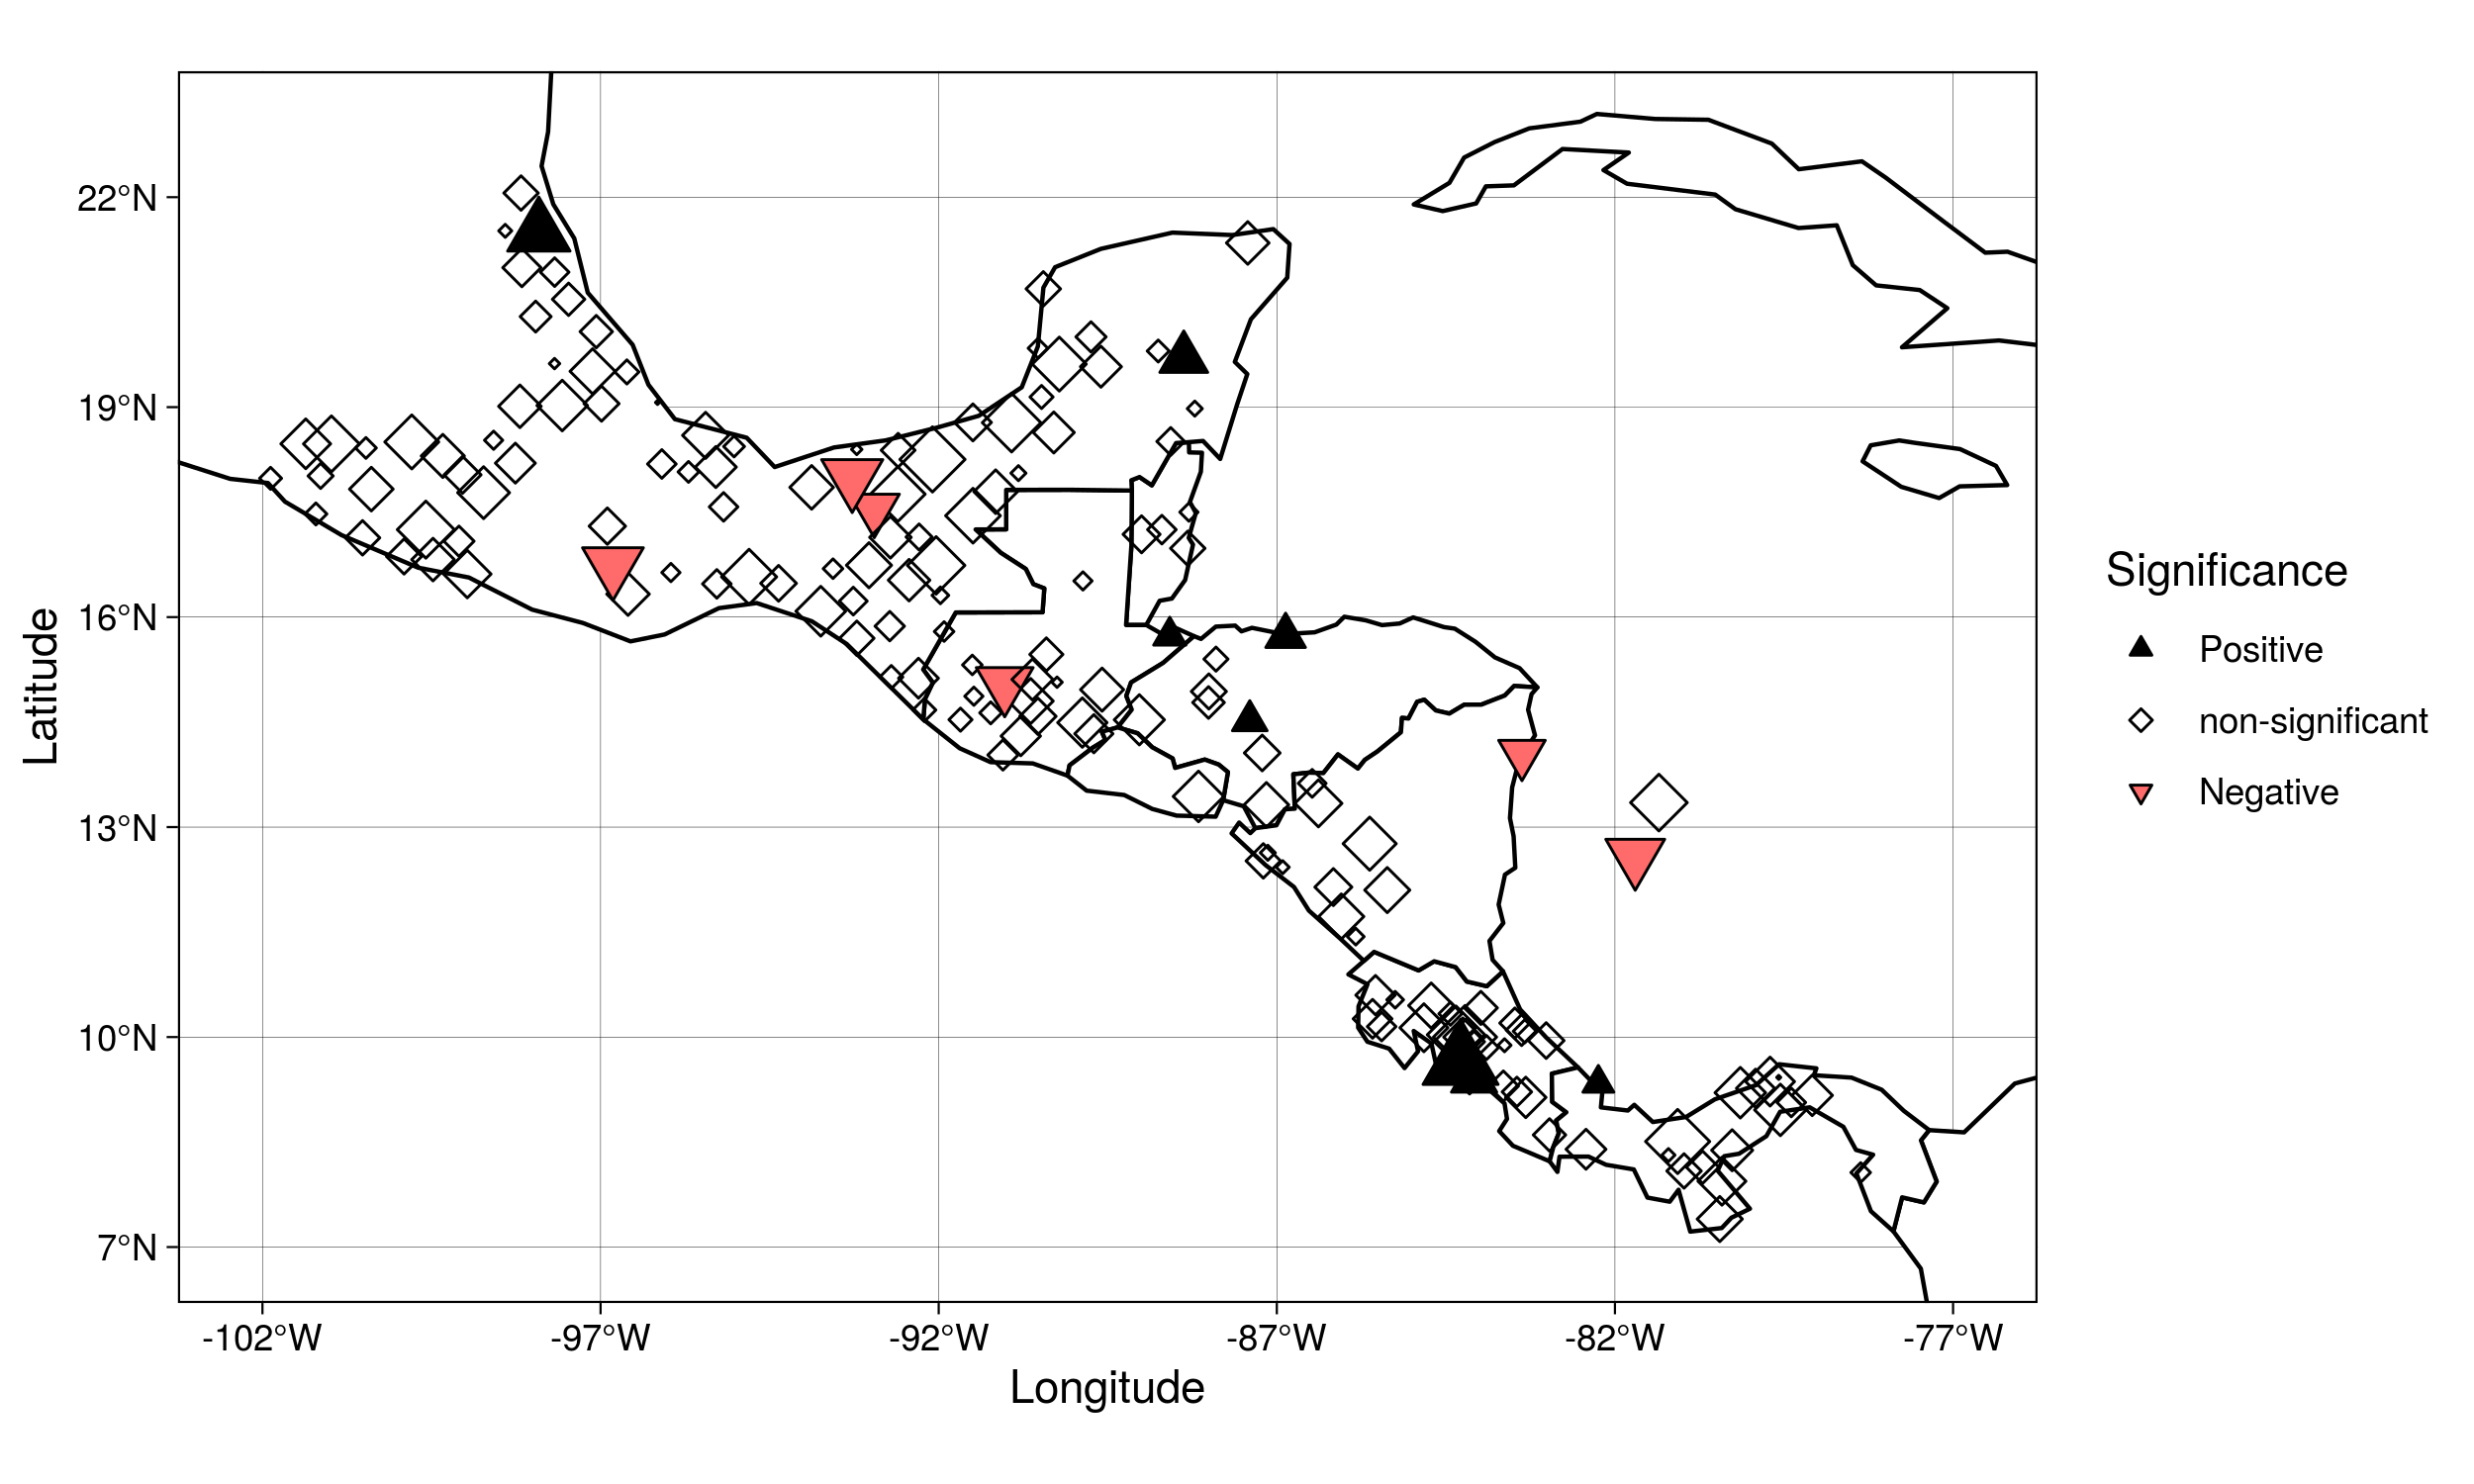 22°N
19°N
16°N
13°N
10°N
7°N
Latitude
-102°W
-97°W
-92°W
-87°W
-82°W
-77°W
Longitude
Significance
Positive
non-significant
Negative